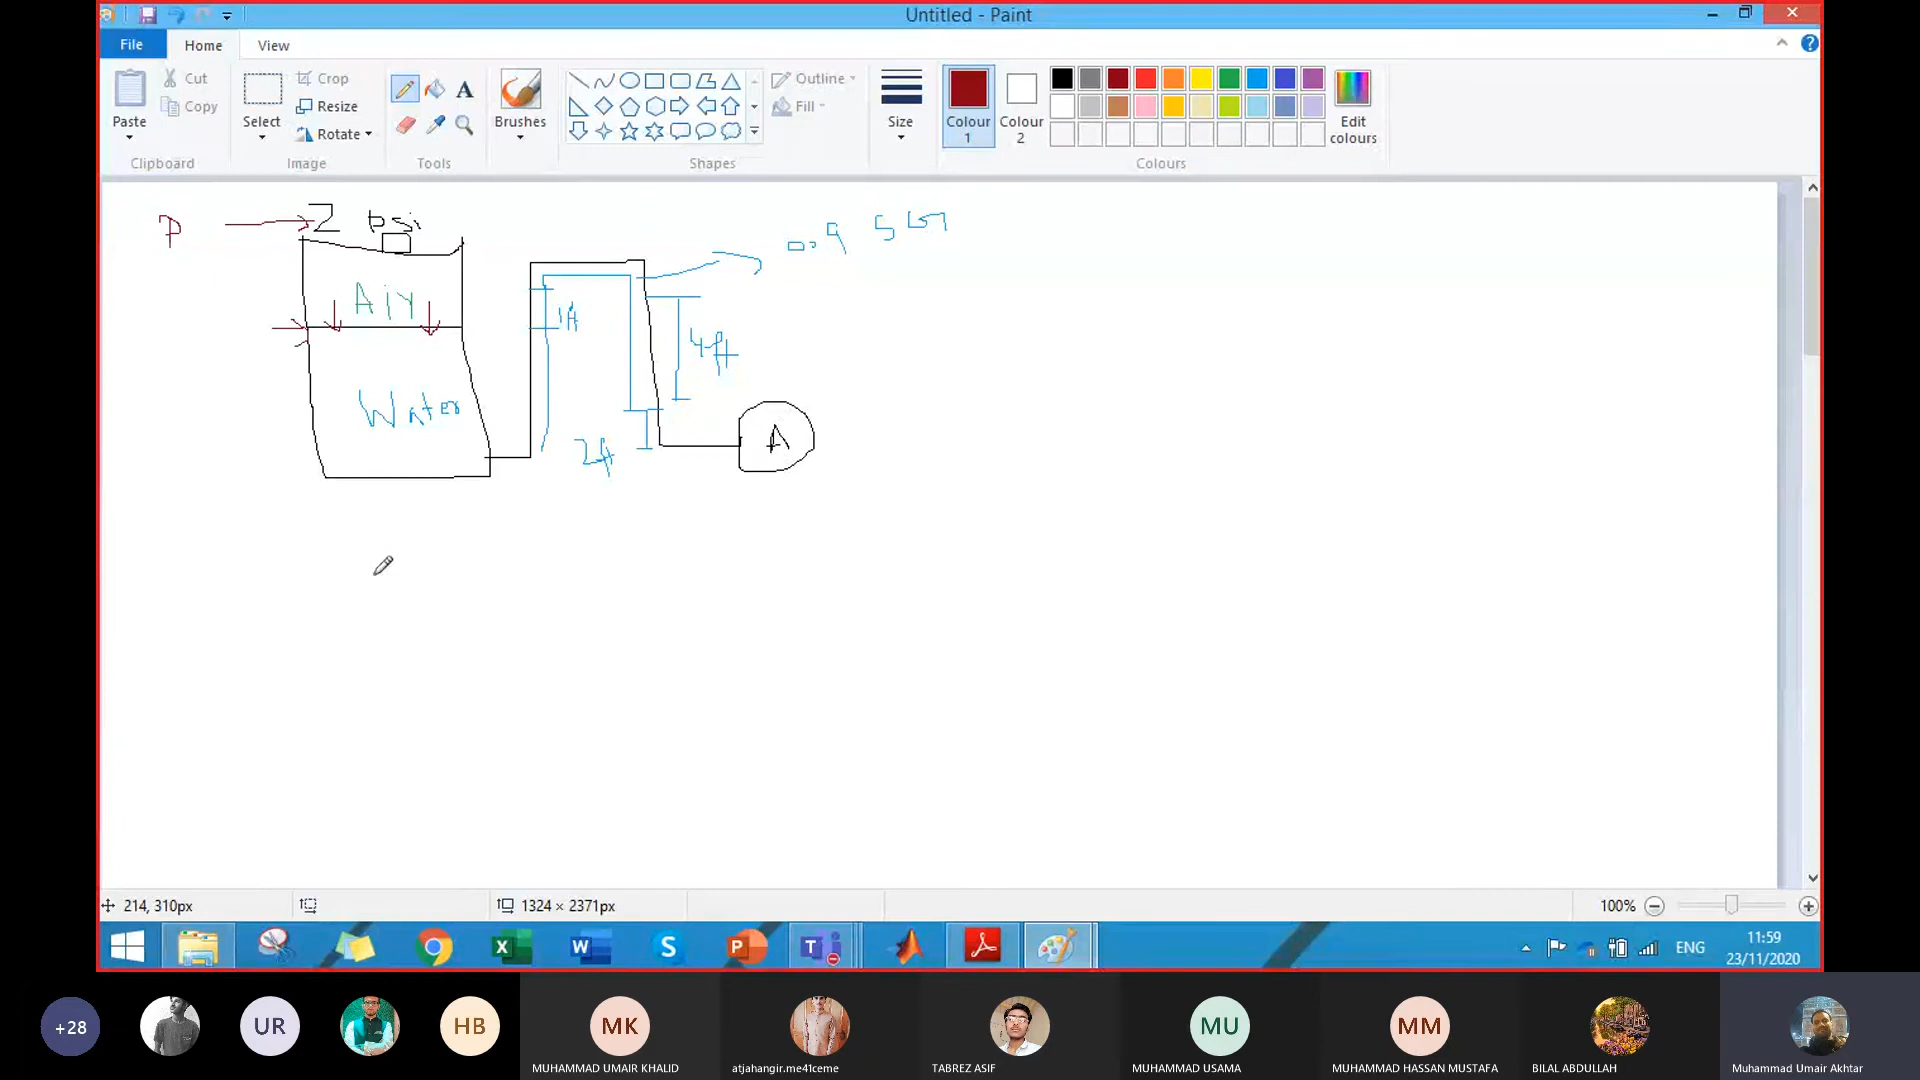 Untitled - Paint
File Home View
Paste
Cut
Copy
Clipboard
Select
Crop
Resize
Rotate
Image
A
Tools
Brushes
Outline
Fill
Shapes
Size
Colour 1
Colour 2
Edit colours
Colours
P 2 psi
0.9
Air
1ft
4ft
Water
2ft
A
214, 310px
1324 × 2371px
100%
ENG
11:59
23/11/2020
+28
UR
HB
MK
MUHAMMAD UMAIR KHALID
atjahangir.me41ceme
TABREZ ASIF
MU
MUHAMMAD USAMA
MM
MUHAMMAD HASSAN MUSTAFA
BILAL ABDULLAH
Muhammad Umair Akhtar